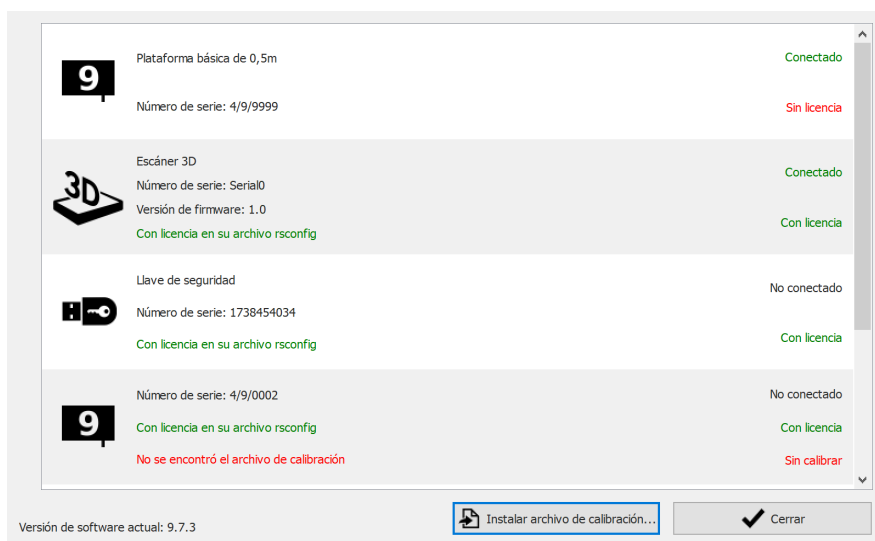 9
Plataforma básica de 0,5m
Conectado
Número de serie: 4/9/9999
Sin licencia
3D
Escáner 3D
Conectado
Número de serie: Serial0
Versión de firmware: 1.0
Con licencia
Con licencia en su archivo rsconfig
Llave de seguridad
No conectado
Número de serie: 1738454034
Con licencia en su archivo rsconfig
Con licencia
9
Número de serie: 4/9/0002
No conectado
Con licencia en su archivo rsconfig
Con licencia
No se encontró el archivo de calibración
Sin calibrar
Versión de software actual: 9.7.3
Instalar archivo de calibración...
Cerrar